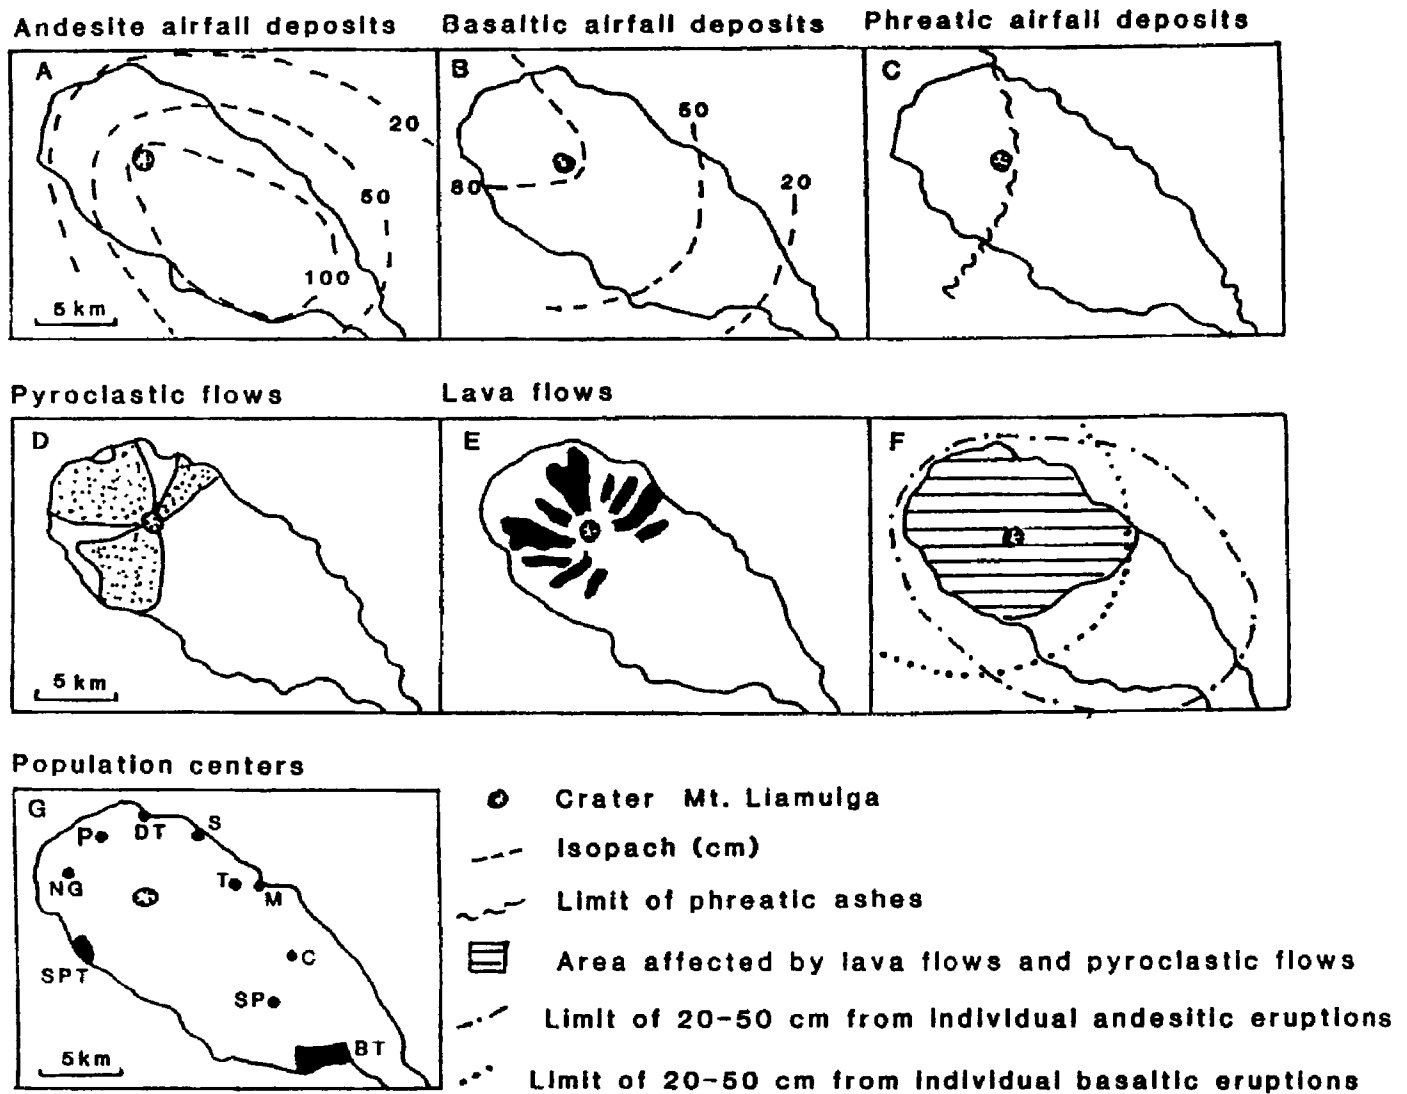 Andesite airfall deposits
Basaltic airfall deposits
Phreatic airfall deposits
A
20
50
100
5 km
B
50
20
80
C
Pyroclastic flows
Lava flows
D
5 km
E
F
Population centers
G
P
DT
S
NG
T
M
SPT
C
SP
BT
5km
Crater Mt. Liamulga
Isopach (cm)
Limit of phreatic ashes
Area affected by lava flows and pyroclastic flows
Limit of 20-50 cm from individual andesitic eruptions
Limit of 20-50 cm from individual basaltic eruptions